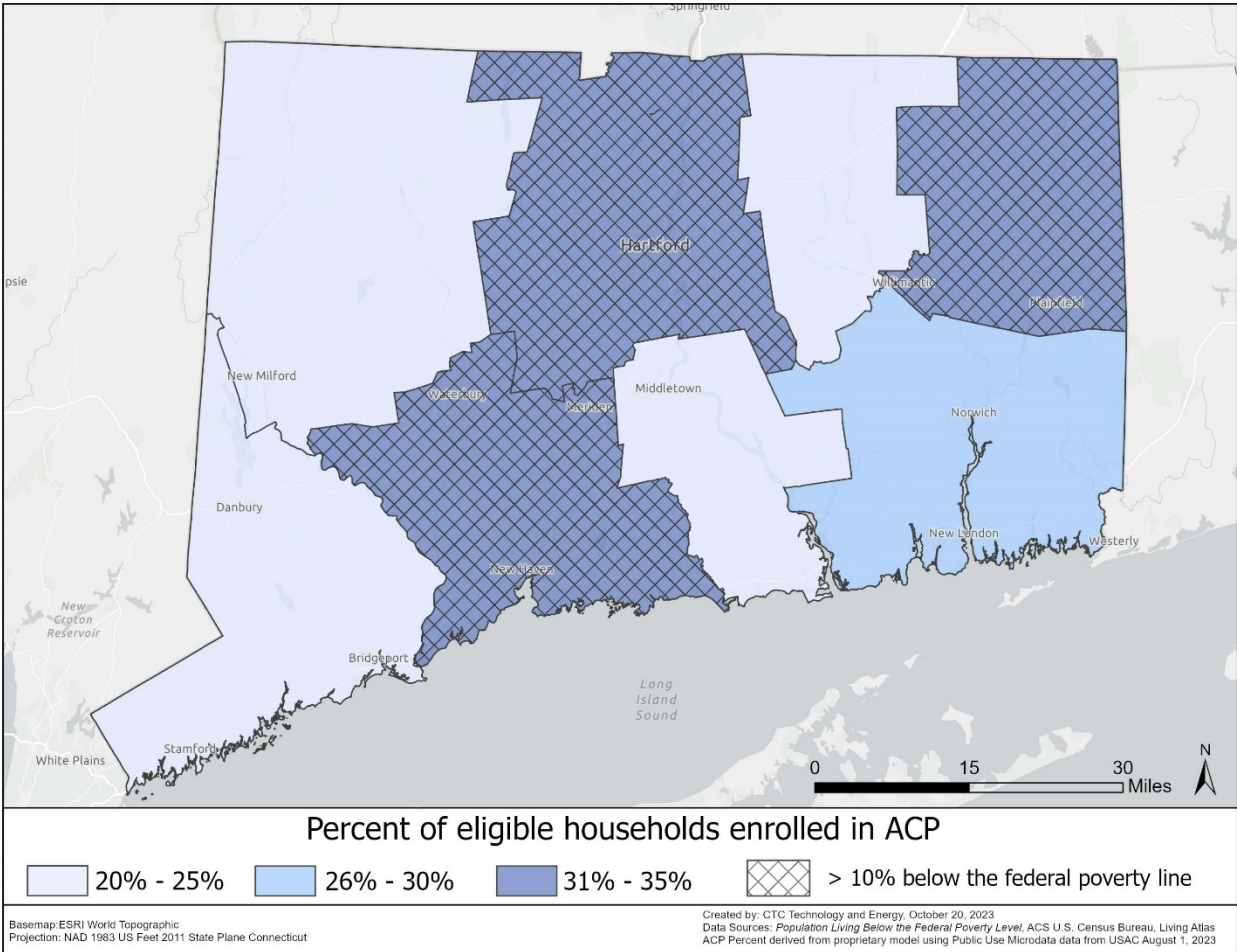 Springfield
Hartford
psie
Willimantic
Plainfield
New Milford
Waterbury
Meriden
Middletown
Norwich
Danbury
New London
Westerly
New Haven
New
Croton
Reservoir
Bridgeport
Long
Island
Sound
Stamford
White Plains
N
0 15 30
Miles
Percent of eligible households enrolled in ACP
20% - 25% 26% - 30% 31% - 35% > 10% below the federal poverty line
Basemap:ESRI World Topographic
Projection: NAD 1983 US Feet 2011 State Plane Connecticut
Created by: CTC Technology and Energy, October 20, 2023
Data Sources: Population Living Below the Federal Poverty Level, ACS U.S. Census Bureau, Living Atlas
ACP Percent derived from proprietary model using Public Use Microdata data from USAC August 1, 2023